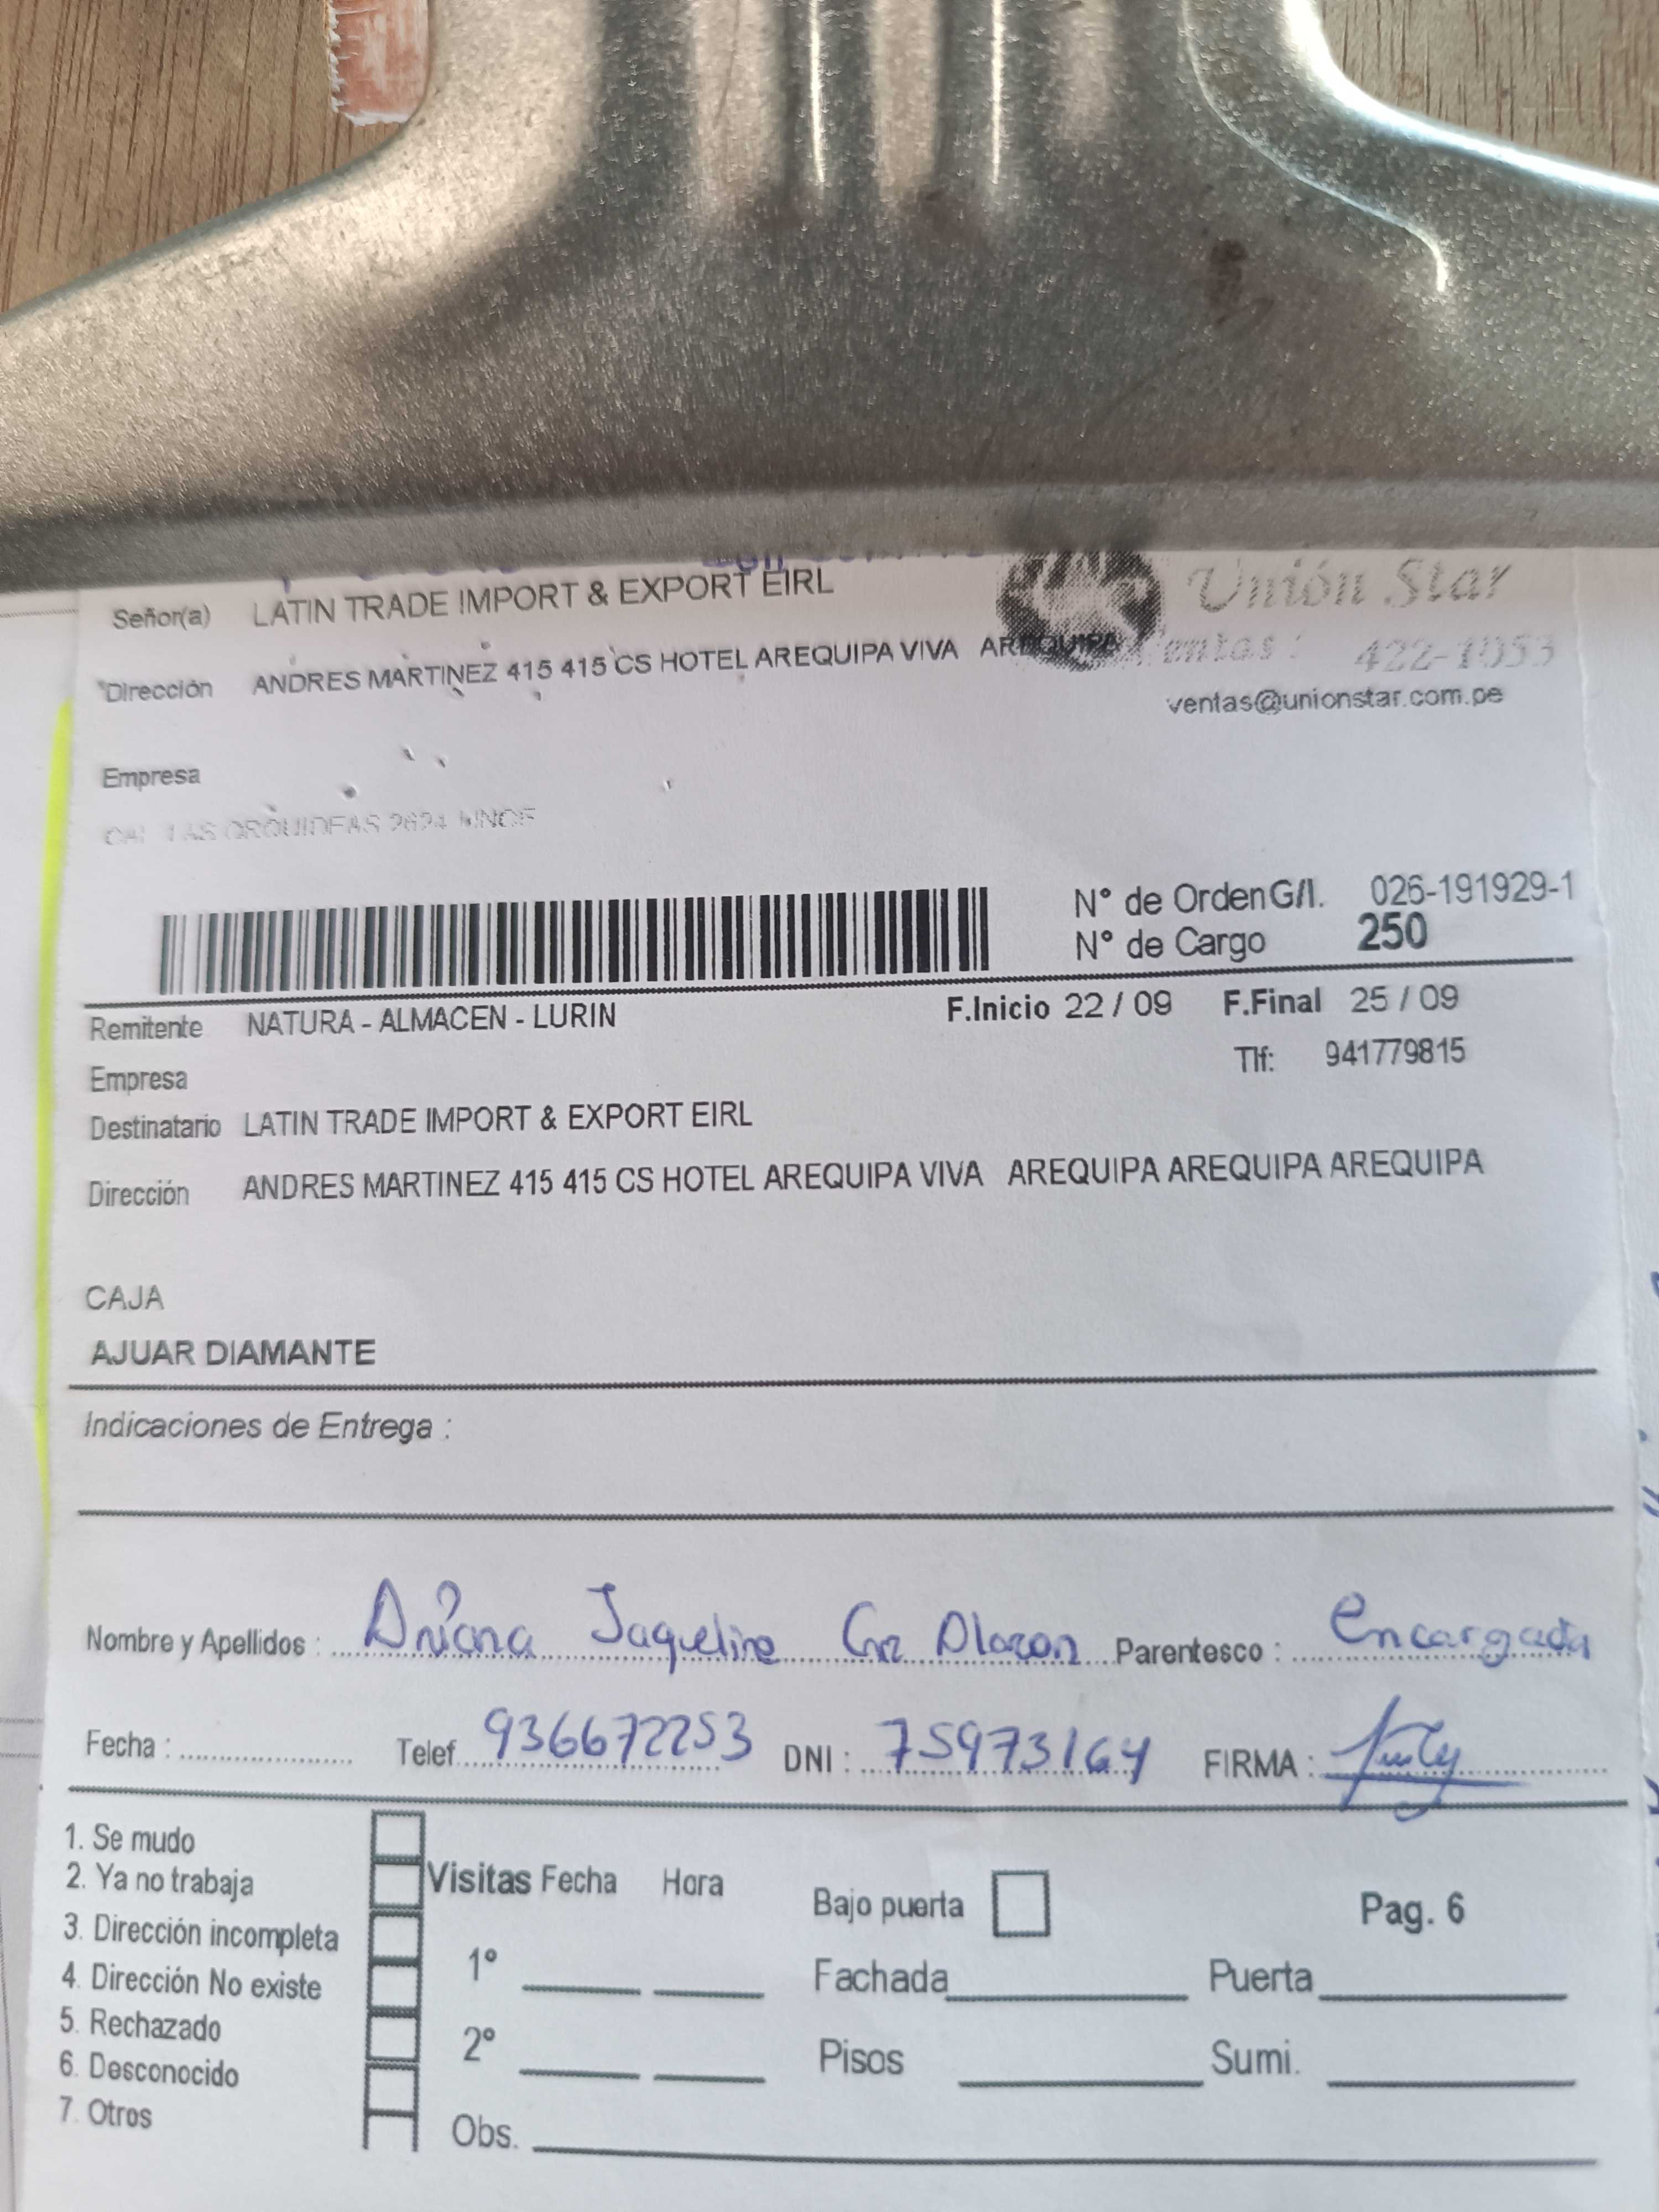 Señor(a) LATIN TRADE IMPORT & EXPORT EIRL
Unión Star
Dirección ANDRES MARTINEZ 415 415 CS HOTEL AREQUIPA VIVA AREQUIPA
Ventas: 422-1053
ventas@unionstar.com.pe
Empresa
CAL LAS ORQUIDEAS 2624
N° de Orden G/I. 026-191929-1
N° de Cargo 250
Remitente NATURA - ALMACEN - LURIN F.Inicio 22 / 09 F.Final 25 / 09
Empresa Tlf: 941779815
Destinatario LATIN TRADE IMPORT & EXPORT EIRL
Dirección ANDRES MARTINEZ 415 415 CS HOTEL AREQUIPA VIVA AREQUIPA AREQUIPA AREQUIPA
CAJA
AJUAR DIAMANTE
Indicaciones de Entrega :
Nombre y Apellidos : Jaqueline Parentesco : Encargada
Fecha : Telef. 936672253 DNI : 75973164 FIRMA :
1. Se mudo
2. Ya no trabaja Visitas Fecha Hora Bajo puerta Pag. 6
3. Dirección incompleta
4. Dirección No existe 1° Fachada Puerta
5. Rechazado
6. Desconocido 2° Pisos Sumi.
7. Otros Obs.